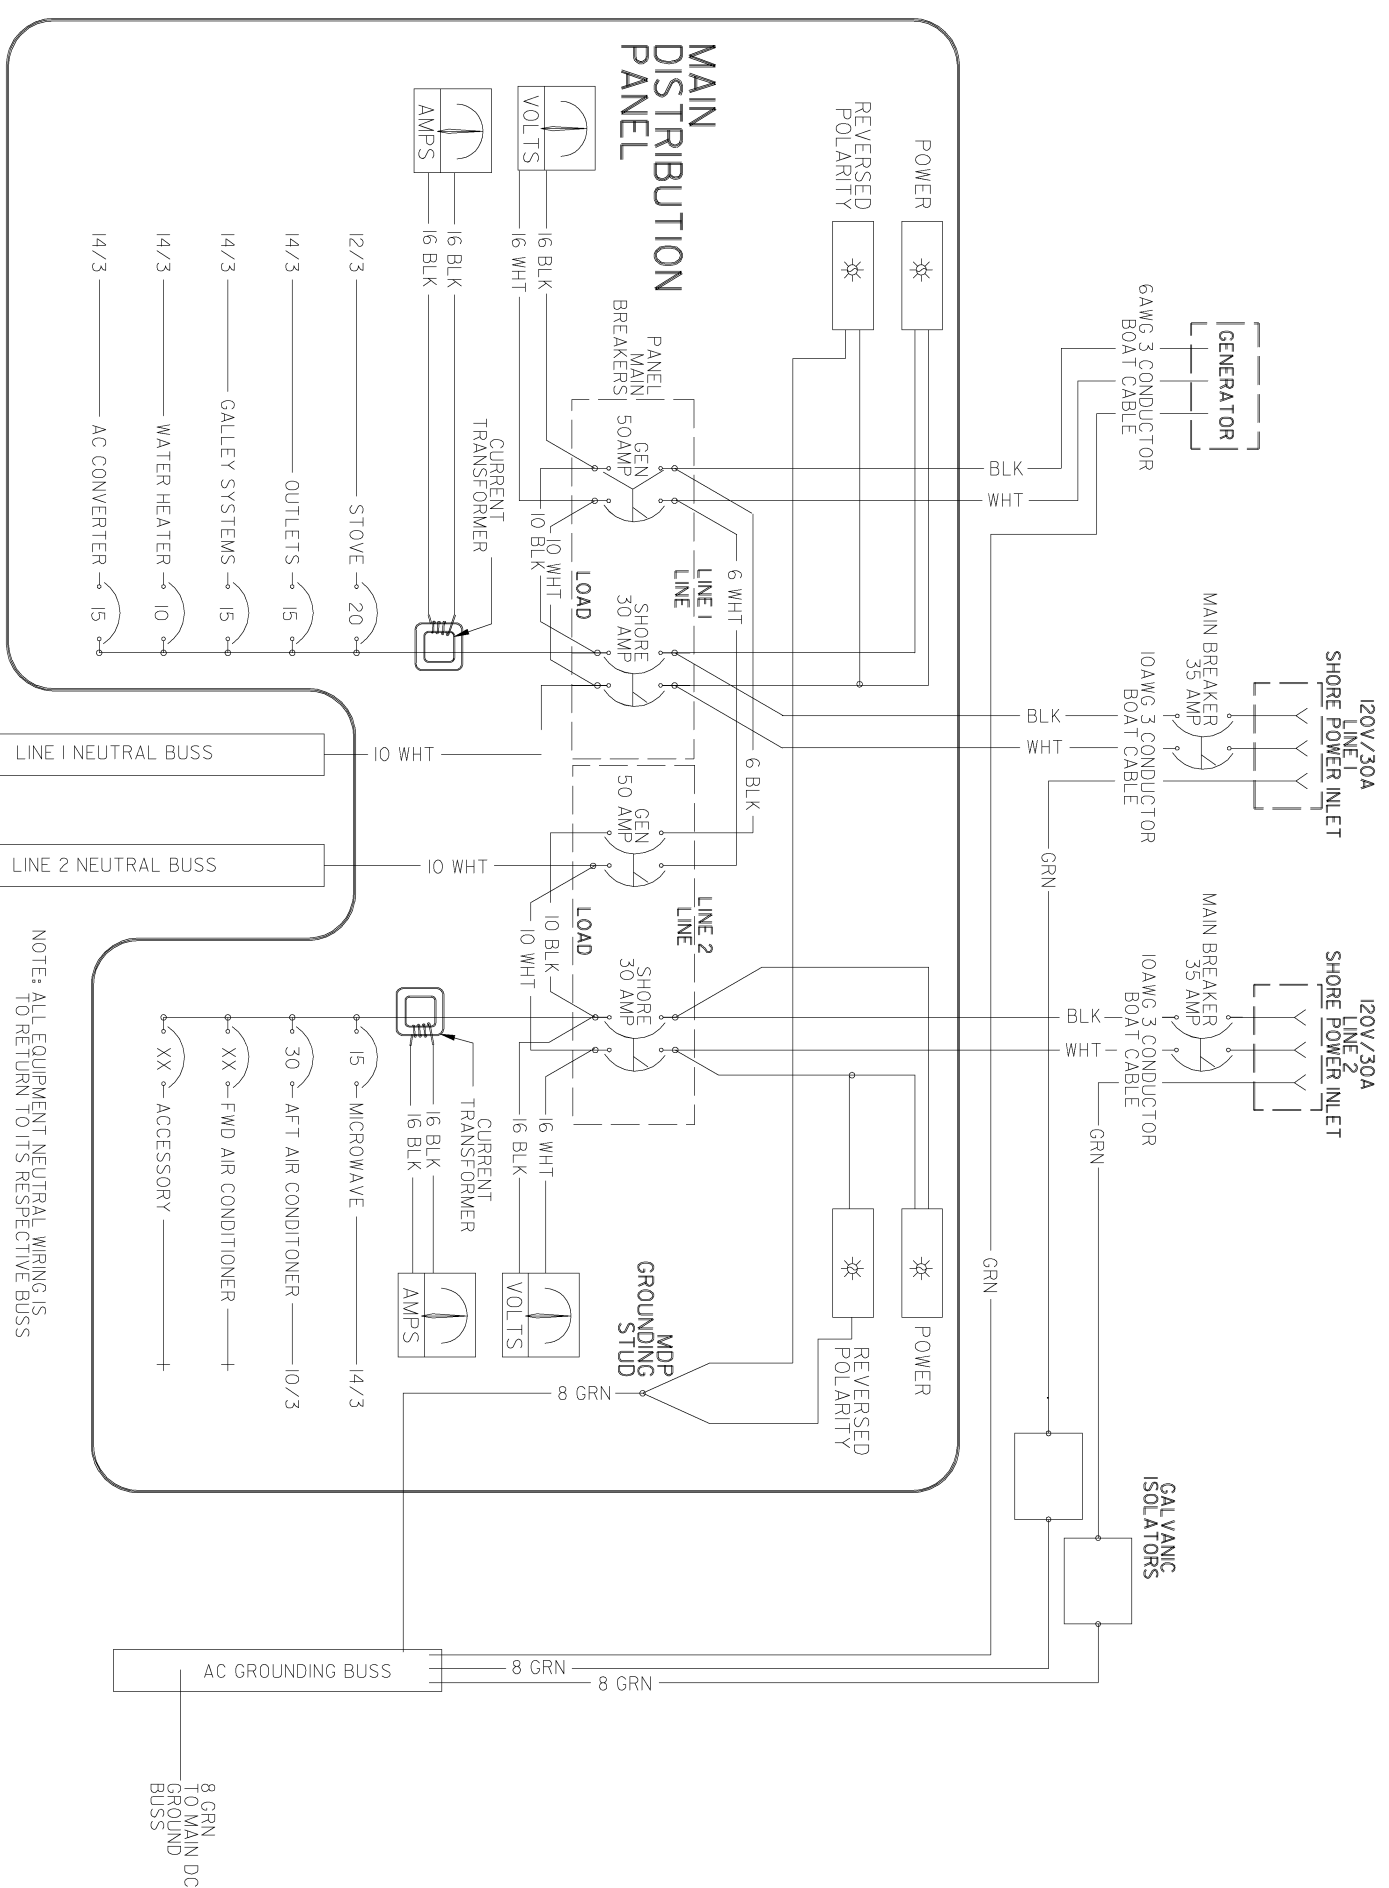 120V/30A
LINE 1
SHORE POWER INLET
120V/30A
LINE 2
SHORE POWER INLET
GENERATOR
6AWG 3 CONDUCTOR
BOAT CABLE
MAIN BREAKER
35 AMP
10AWG 3 CONDUCTOR
BOAT CABLE
MAIN BREAKER
35 AMP
10AWG 3 CONDUCTOR
BOAT CABLE
GALVANIC
ISOLATORS
BLK
WHT
BLK
WHT
GRN
BLK
WHT
GRN
GRN
POWER
REVERSED
POLARITY
POWER
REVERSED
POLARITY
MAIN
DISTRIBUTION
PANEL
PANEL
MAIN
BREAKERS
LINE 1
LINE
LINE 2
LINE
6 WHT
6 BLK
GEN
50AMP
SHORE
30 AMP
GEN
50 AMP
SHORE
30 AMP
LOAD
LOAD
MDP
GROUNDING
STUD
8 GRN
VOLTS
16 BLK
16 WHT
10 WHT
10 BLK
10 BLK
10 WHT
16 WHT
16 BLK
VOLTS
AMPS
16 BLK
16 BLK
CURRENT
TRANSFORMER
CURRENT
TRANSFORMER
16 BLK
16 BLK
AMPS
10 WHT
10 WHT
12/3
STOVE
20
14/3
OUTLETS
15
14/3
GALLEY SYSTEMS
15
14/3
WATER HEATER
10
14/3
AC CONVERTER
15
15
MICROWAVE
14/3
30
AFT AIR CONDITONER
10/3
XX
FWD AIR CONDITIONER
XX
ACCESSORY
LINE 1 NEUTRAL BUSS
LINE 2 NEUTRAL BUSS
8 GRN
8 GRN
AC GROUNDING BUSS
8 GRN
TO MAIN DC
GROUND
BUSS
NOTE: ALL EQUIPMENT NEUTRAL WIRING IS
TO RETURN TO ITS RESPECTIVE BUSS